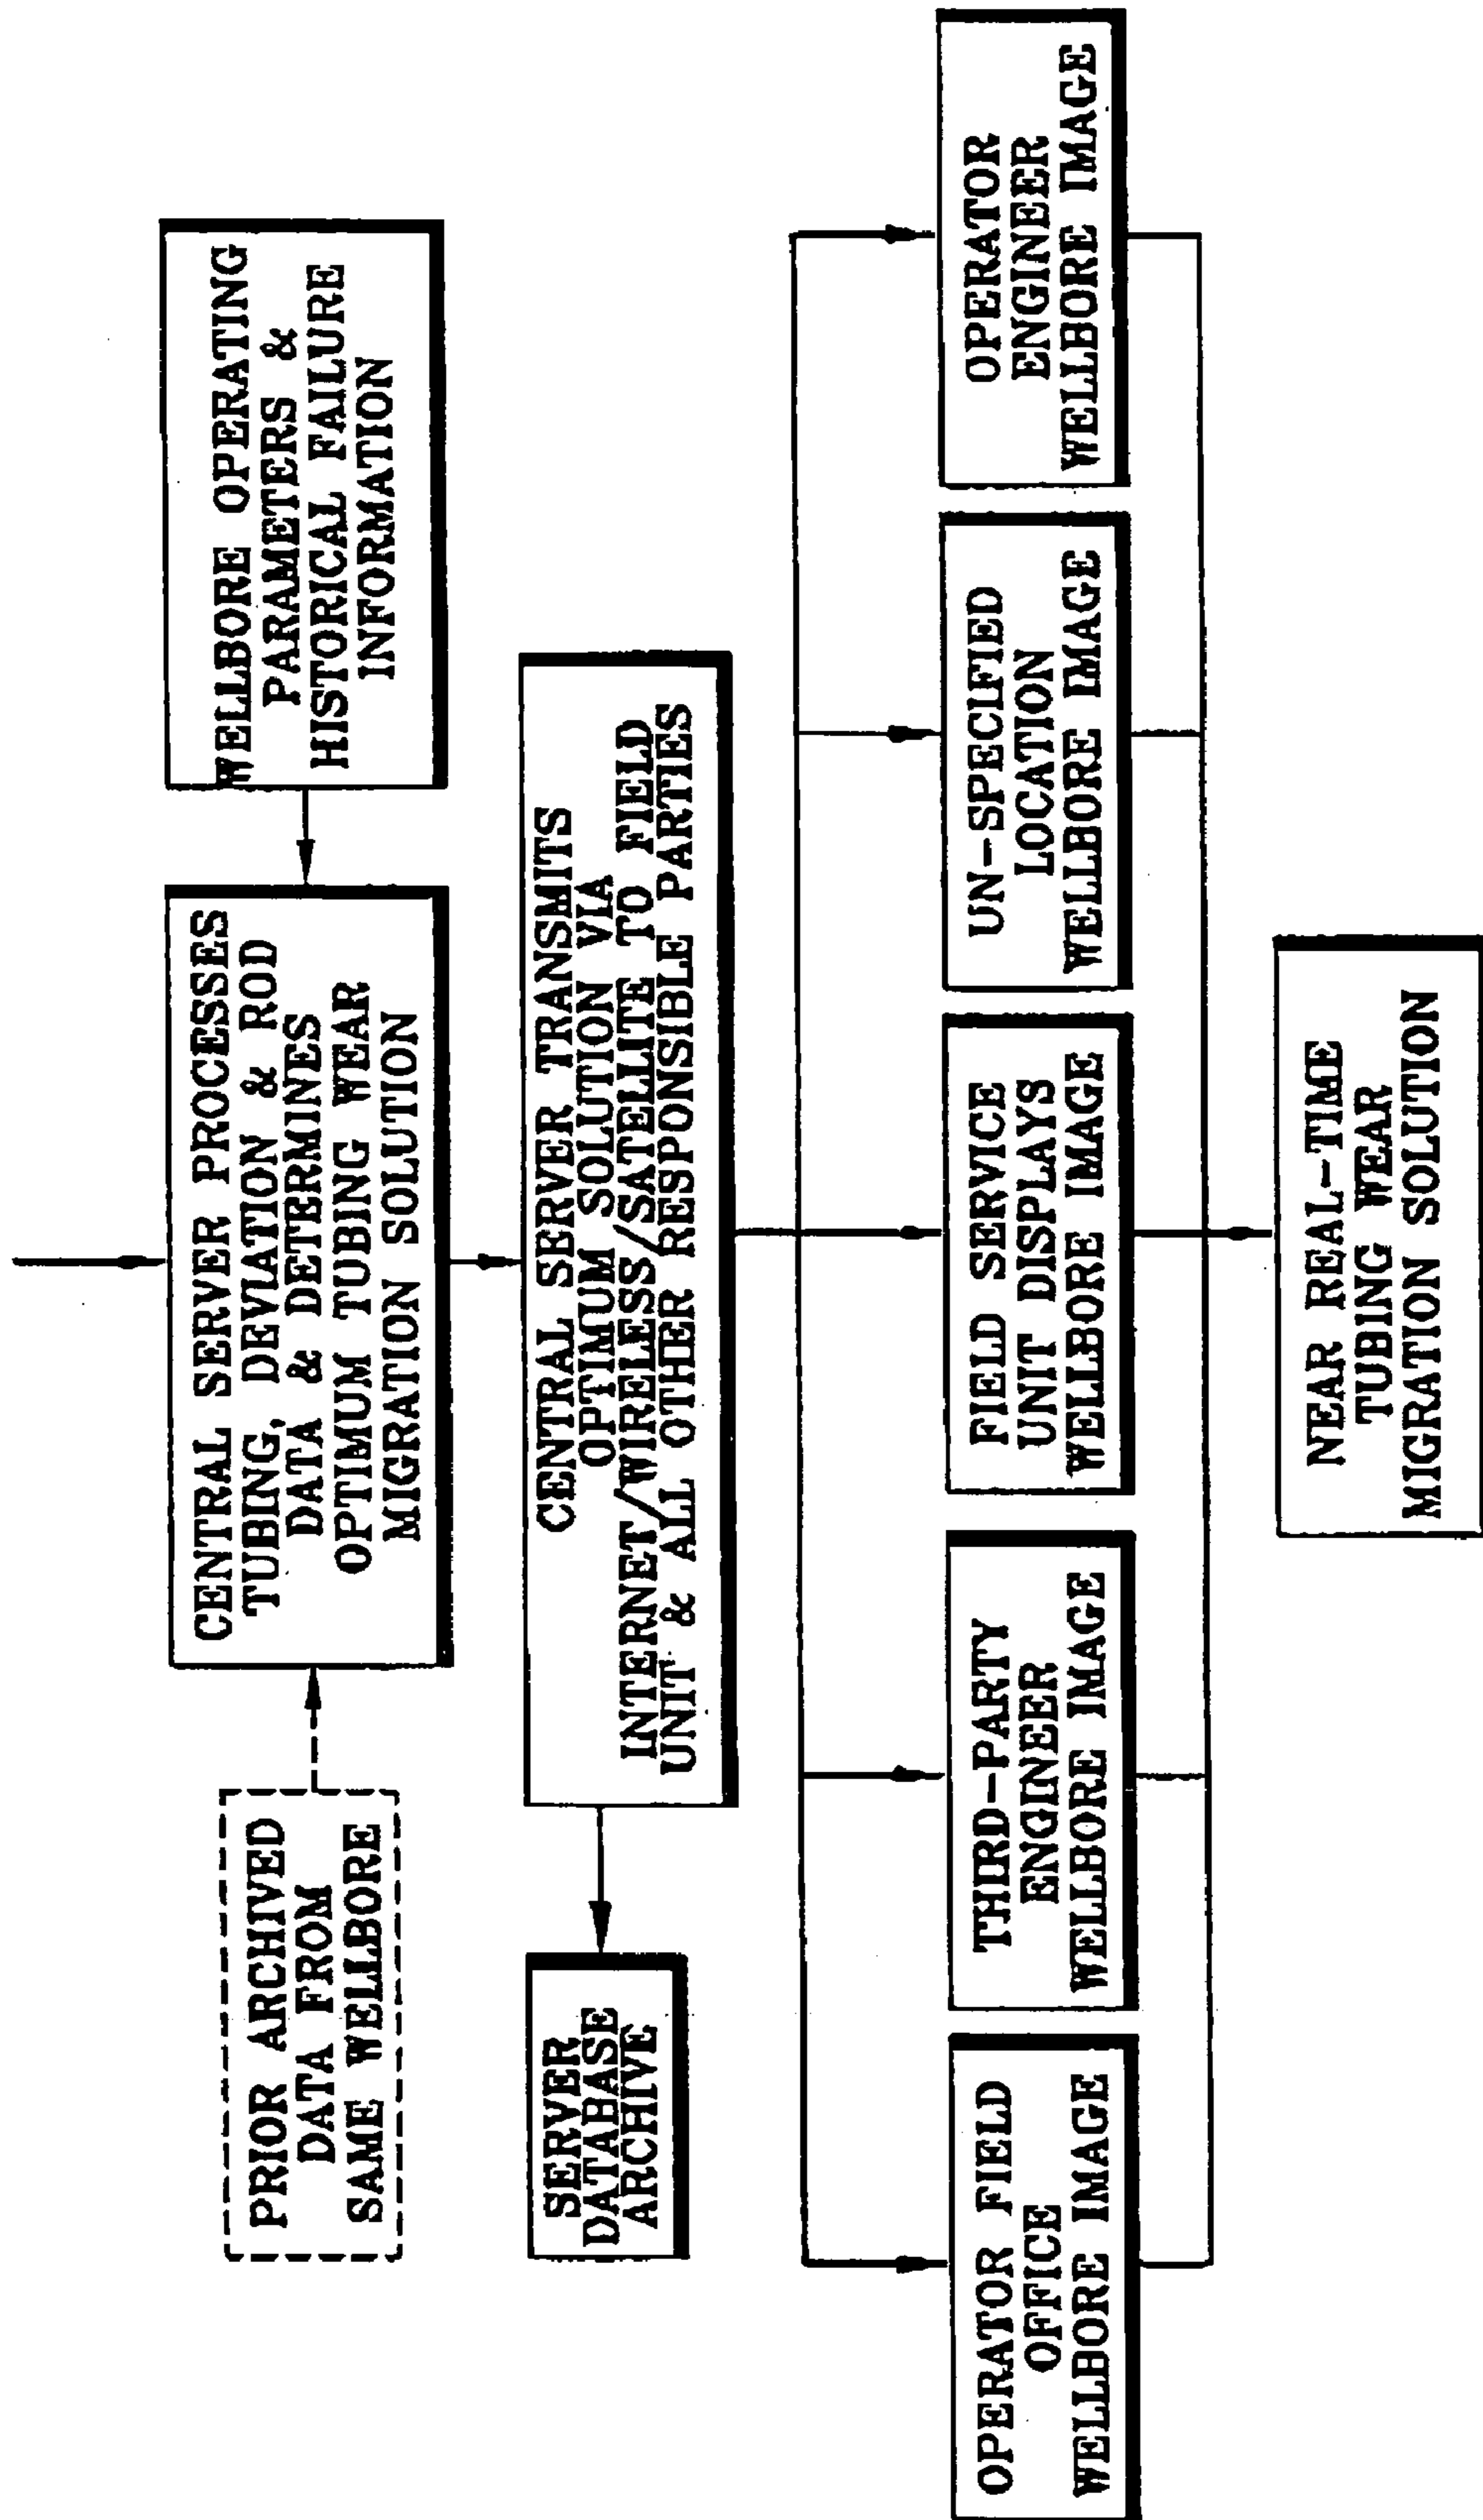 PRIOR ARCHIVED
DATA FROM
SAME WELLBORE
CENTRAL SERVER PROCESSES
TUBING, DEVIATION & ROD
DATA & DETERMINES
OPTIMUM TUBING WEAR
MIGRATION SOLUTION
WELLBORE OPERATING
PARAMETERS &
HISTORICAL FAILURE
INFORMATION
SERVER
DATABASE
ARCHIVE
CENTRAL SERVER TRANSMITS
OPTIMUM SOLUTION VIA
INTERNET/WIRELESS/SATELLITE TO FIELD
UNIT & ALL OTHER RESPONSIBLE PARTIES
OPERATOR FIELD
OFFICE
WELLBORE IMAGE
THIRD-PARTY
ENGINEER
WELLBORE IMAGE
FIELD SERVICE
UNIT DISPLAYS
WELLBORE IMAGE
UN-SPECIFIED
LOCATION
WELLBORE IMAGE
OPERATOR
ENGINEER
WELLBORE IMAGE
NEAR REAL-TIME
TUBING WEAR
MIGRATION SOLUTION